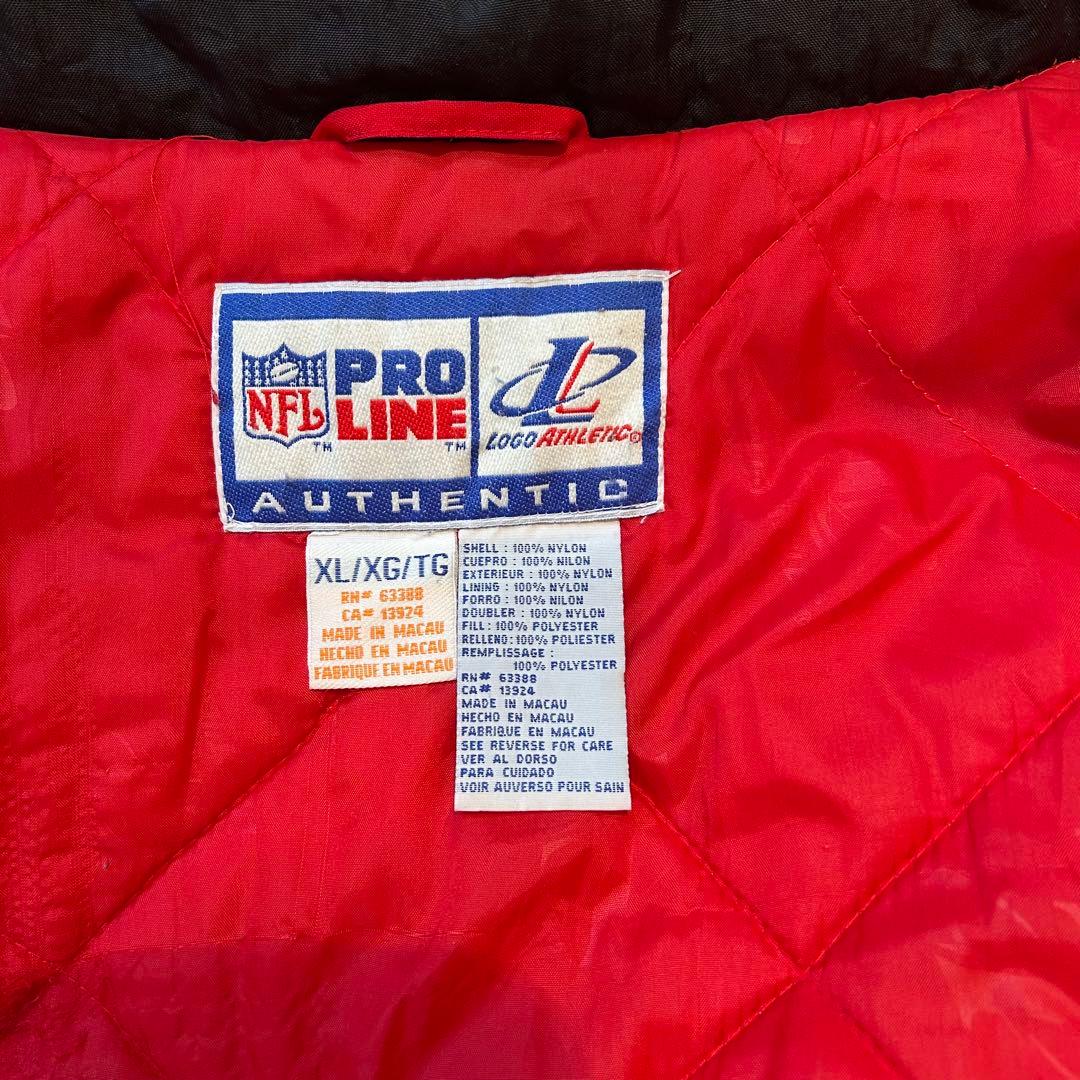 NFL PRO
LINE
TM TM
LOGO ATHLETIC®
AUTHENTIC
XL/XG/TG
RN# 63388
CA# 13924
MADE IN MACAU
HECHO EN MACAU
FABRIQUE EN MACAU
SHELL : 100% NYLON
CUEPRO : 100% NILON
EXTERIEUR : 100% NYLON
LINING : 100% NYLON
FORRO : 100% NILON
DOUBLER : 100% NYLON
FILL: 100% POLYESTER
RELLENO: 100% POLIESTER
REMPLISSAGE :
100% POLYESTER
RN# 63388
CA# 13924
MADE IN MACAU
HECHO EN MACAU
FABRIQUE EN MACAU
SEE REVERSE FOR CARE
VER AL DORSO
PARA CUIDADO
VOIR AUVERSO POUR SAIN